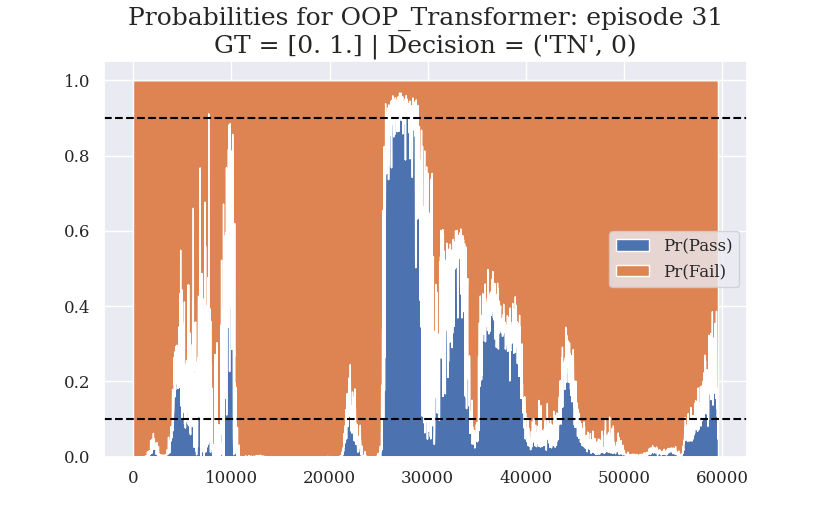 Probabilities for OOP_Transformer: episode 31
GT = [0. 1.] | Decision = ('TN', 0)
1.0
0.8
0.6
0.4
0.2
0.0
Pr(Pass)
Pr(Fail)
0 10000 20000 30000 40000 50000 60000